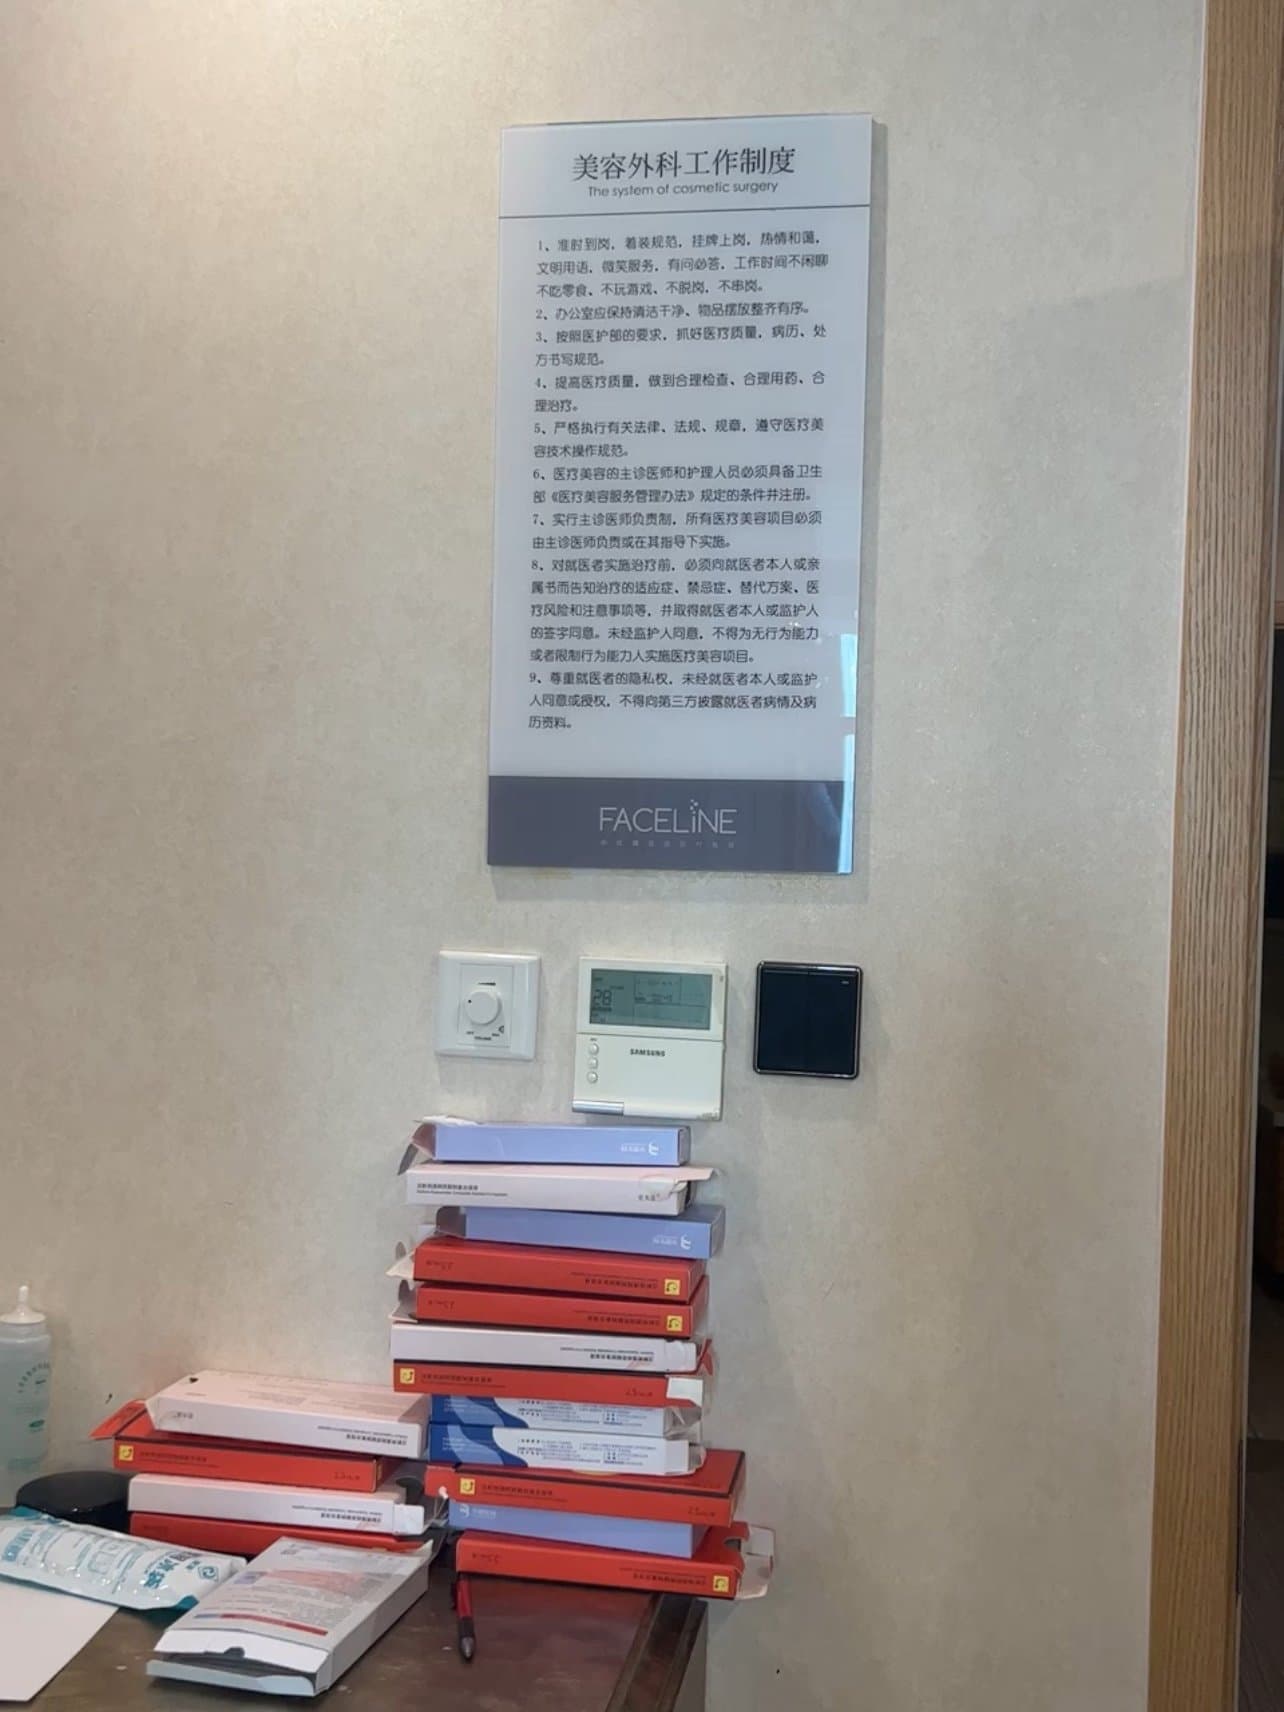 美容外科工作制度
The system of cosmetic surgery
1、准时到岗，着装规范，挂牌上岗，热情和蔼，
文明用语，微笑服务，有问必答，工作时间不闲聊
不吃零食、不玩游戏、不脱岗，不串岗。
2、办公室应保持清洁干净、物品摆放整齐有序。
3、按照医护部的要求，抓好医疗质量，病历、处
方书写规范。
4、提高医疗质量，做到合理检查、合理用药、合
理治疗。
5、严格执行有关法律、法规、规章，遵守医疗美
容技术操作规范。
6、医疗美容的主诊医师和护理人员必须具备卫生
部《医疗美容服务管理办法》规定的条件并注册。
7、实行主诊医师负责制，所有医疗美容项目必须
由主诊医师负责或在其指导下实施。
8、对就医者实施治疗前，必须向就医者本人或亲
属书面告知治疗的适应症、禁忌症、替代方案、医
疗风险和注意事项等，并取得就医者本人或监护人
的签字同意。未经监护人同意，不得为无行为能力
或者限制行为能力人实施医疗美容项目。
9、尊重就医者的隐私权，未经就医者本人或监护
人同意或授权，不得向第三方披露就医者病情及病
历资料。
FACELINE
28
SAMSUNG